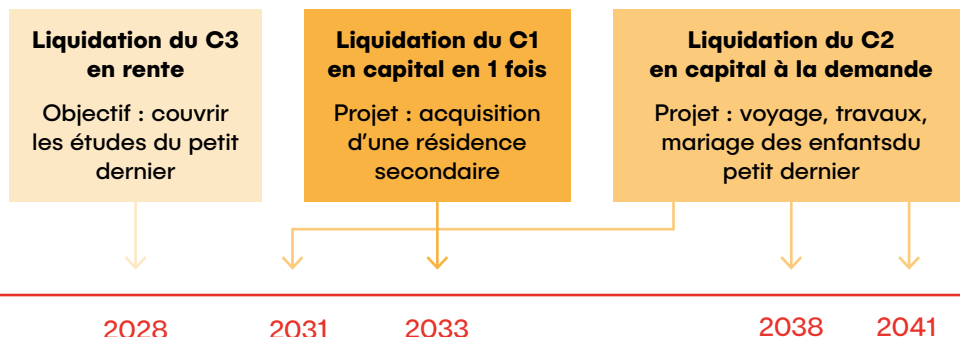 Liquidation du C3
en rente
Objectif : couvrir
les études du petit
dernier
Liquidation du C1
en capital en 1 fois
Projet : acquisition
d’une résidence
secondaire
Liquidation du C2
en capital à la demande
Projet : voyage, travaux,
mariage des enfantsdu
petit dernier
2028
2031
2033
2038
2041